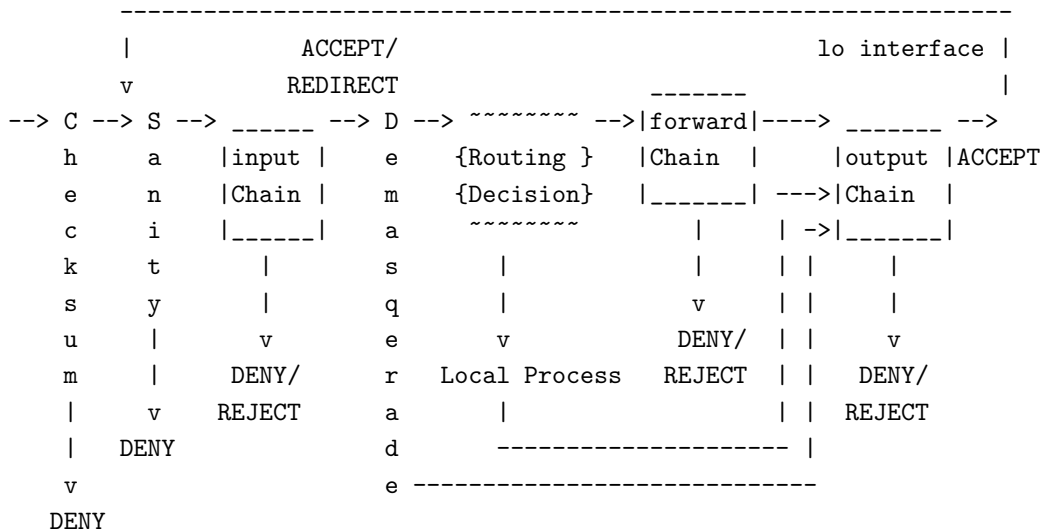 ----------------------------------------------------------------
|            ACCEPT/                              lo interface |
v           REDIRECT                  _______                  |
--> C --> S --> ______ --> D --> ~~~~~~~~ -->|forward|----> _______ -->
h     a    |input |    e    {Routing }   |Chain  |     |output |ACCEPT
e     n    |Chain |    m    {Decision}   |_______| --->|Chain  |
c     i    |______|    a     ~~~~~~~~        |    | ->|_______|
k     t       |        s       |             |    | |    |
s     y       |        q       |             v    | |    |
u     |       v        e       v           DENY/  | |    v
m     |     DENY/      r   Local Process  REJECT  | |  DENY/
|     v    REJECT      a       |                  | | REJECT
|   DENY               d       --------------------- |
v                      e -----------------------------
DENY